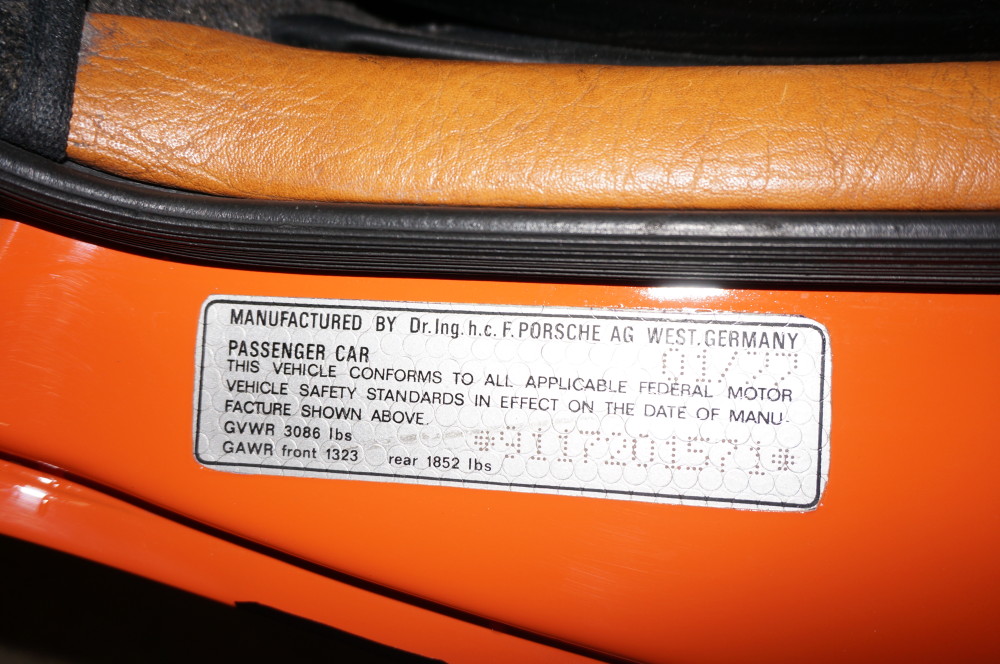 MANUFACTURED BY Dr.Ing.h.c.F.PORSCHE AG WEST.GERMANY
PASSENGER CAR
THIS VEHICLE CONFORMS TO ALL APPLICABLE FEDERAL MOTOR
VEHICLE SAFETY STANDARDS IN EFFECT ON THE DATE OF MANU-
FACTURE SHOWN ABOVE.
GVWR 3086 lbs
*9117201571*
GAWR front 1323 rear 1852 lbs